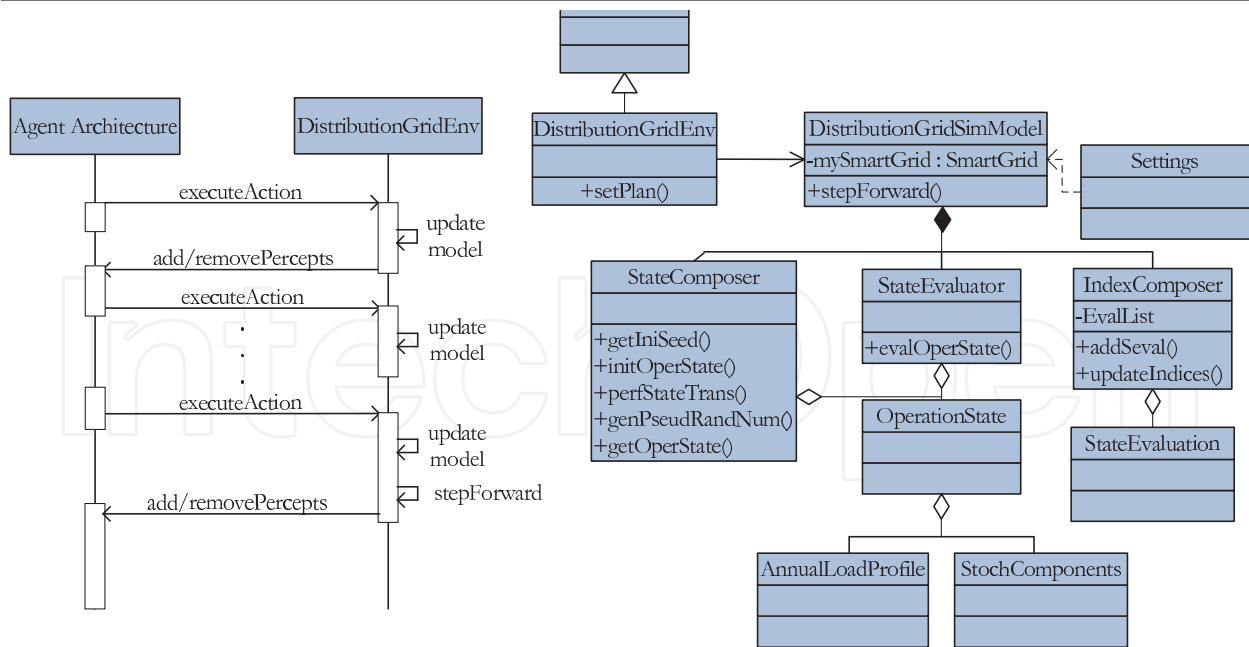 Agent Architecture
DistributionGridEnv
executeAction
update
model
add/removePercepts
executeAction
.
.
.
update
model
executeAction
update
model
stepForward
add/removePercepts
DistributionGridEnv
+setPlan()
DistributionGridSimModel
-mySmartGrid : SmartGrid
+stepForward()
Settings
StateComposer
+getIniSeed()
+initOperState()
+perfStateTrans()
+genPseudRandNum()
+getOperState()
StateEvaluator
+evalOperState()
IndexComposer
-EvalList
+addSeval()
+updateIndices()
OperationState
StateEvaluation
AnnualLoadProfile
StochComponents
IntechOpen